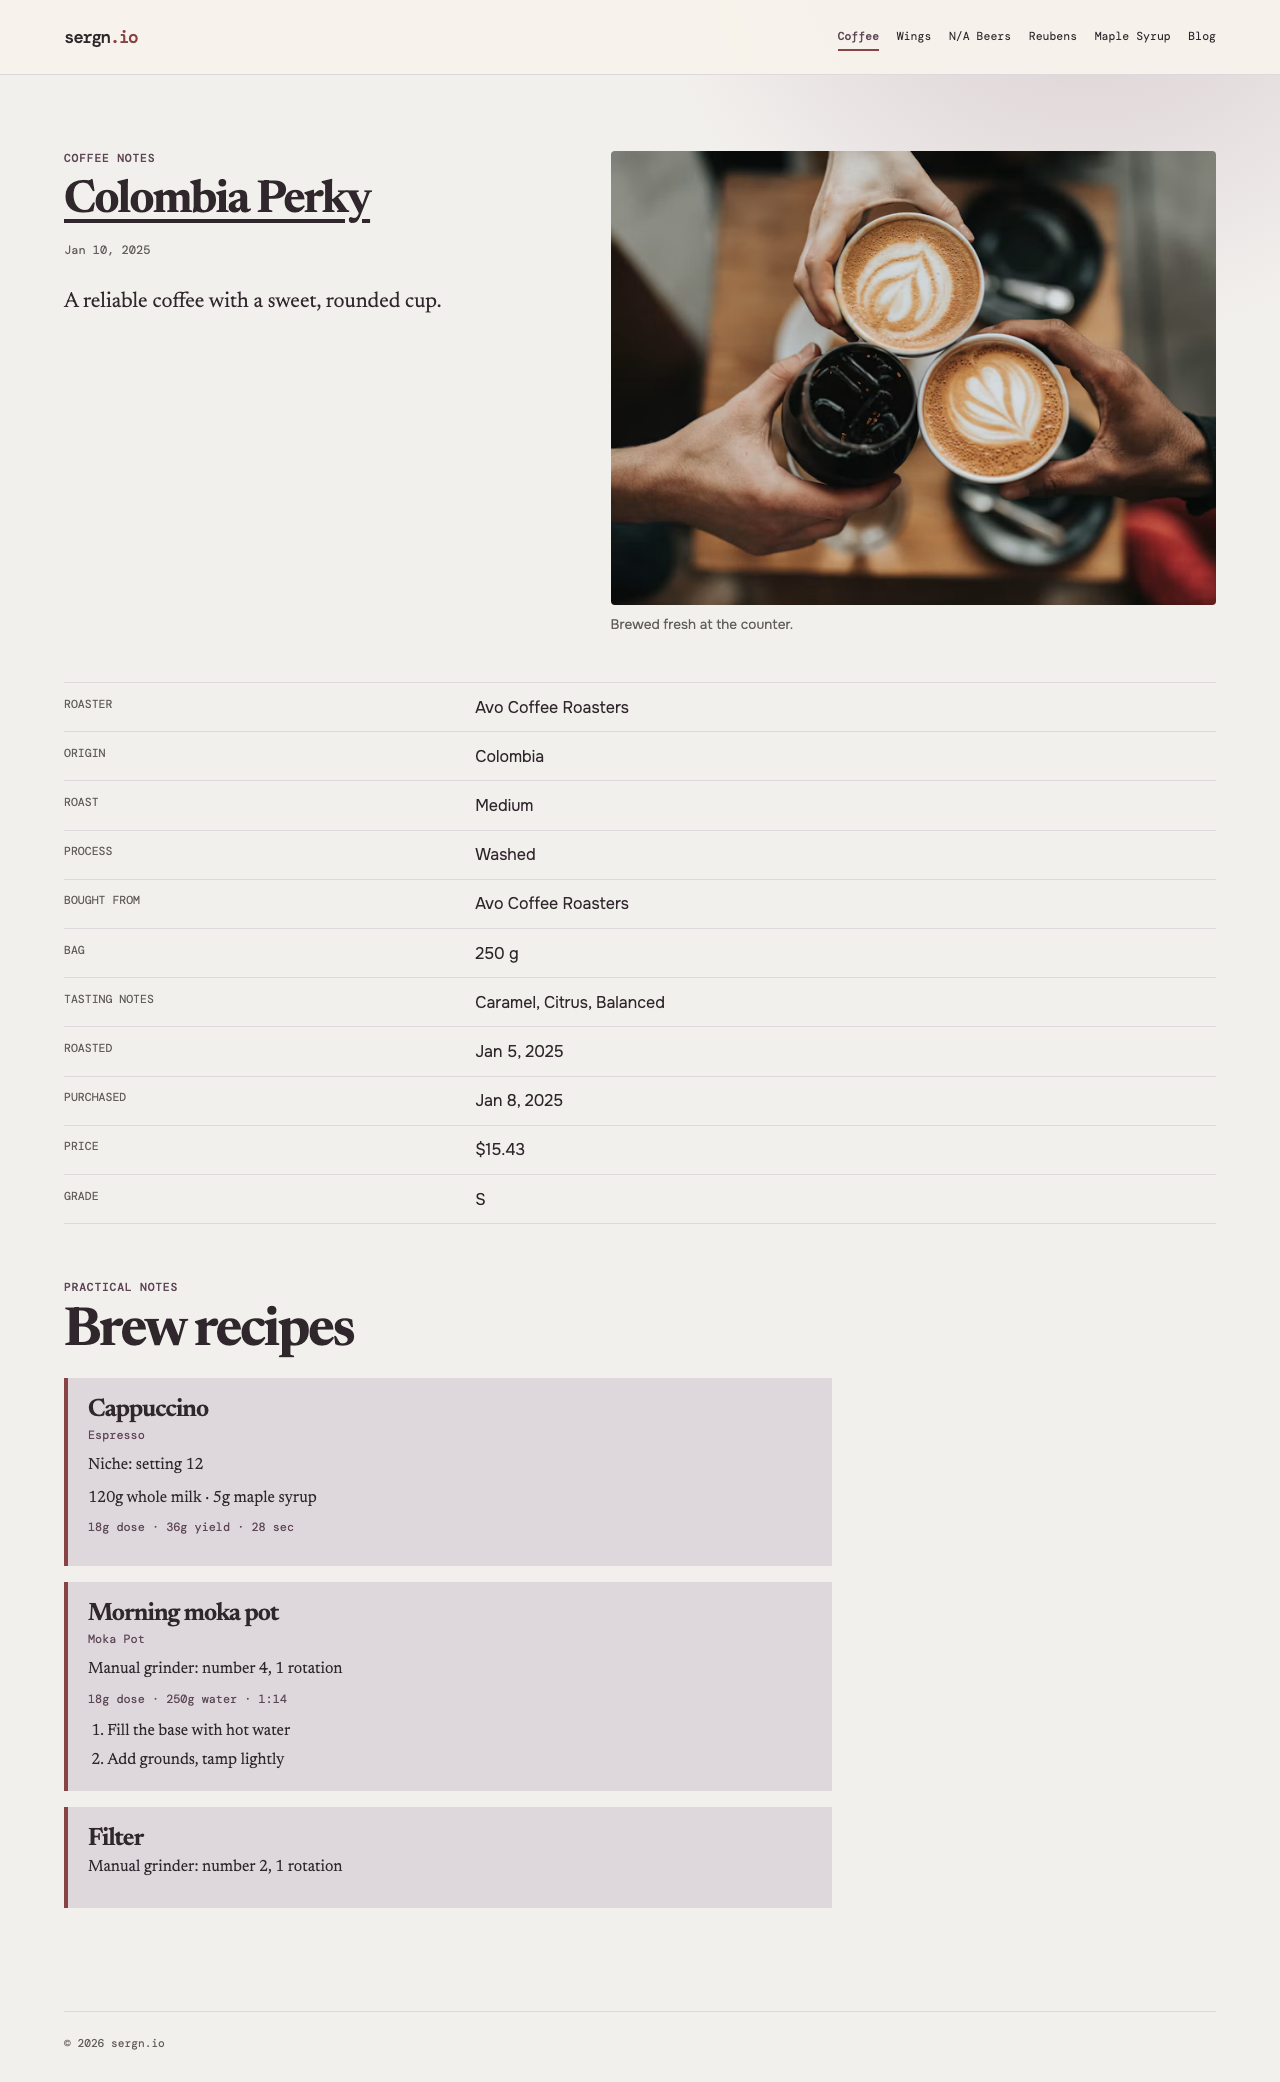 sergn.io
Coffee Wings N/A Beers Reubens Maple Syrup Blog
COFFEE NOTES
Colombia Perky
Jan 10, 2025
A reliable coffee with a sweet, rounded cup.
Brewed fresh at the counter.
ROASTER Avo Coffee Roasters
ORIGIN Colombia
ROAST Medium
PROCESS Washed
BOUGHT FROM Avo Coffee Roasters
BAG 250 g
TASTING NOTES Caramel, Citrus, Balanced
ROASTED Jan 5, 2025
PURCHASED Jan 8, 2025
PRICE $15.43
GRADE S
PRACTICAL NOTES
Brew recipes
Cappuccino
Espresso
Niche: setting 12
120g whole milk · 5g maple syrup
18g dose · 36g yield · 28 sec
Morning moka pot
Moka Pot
Manual grinder: number 4, 1 rotation
18g dose · 250g water · 1:14
1. Fill the base with hot water
2. Add grounds, tamp lightly
Filter
Manual grinder: number 2, 1 rotation
© 2026 sergn.io